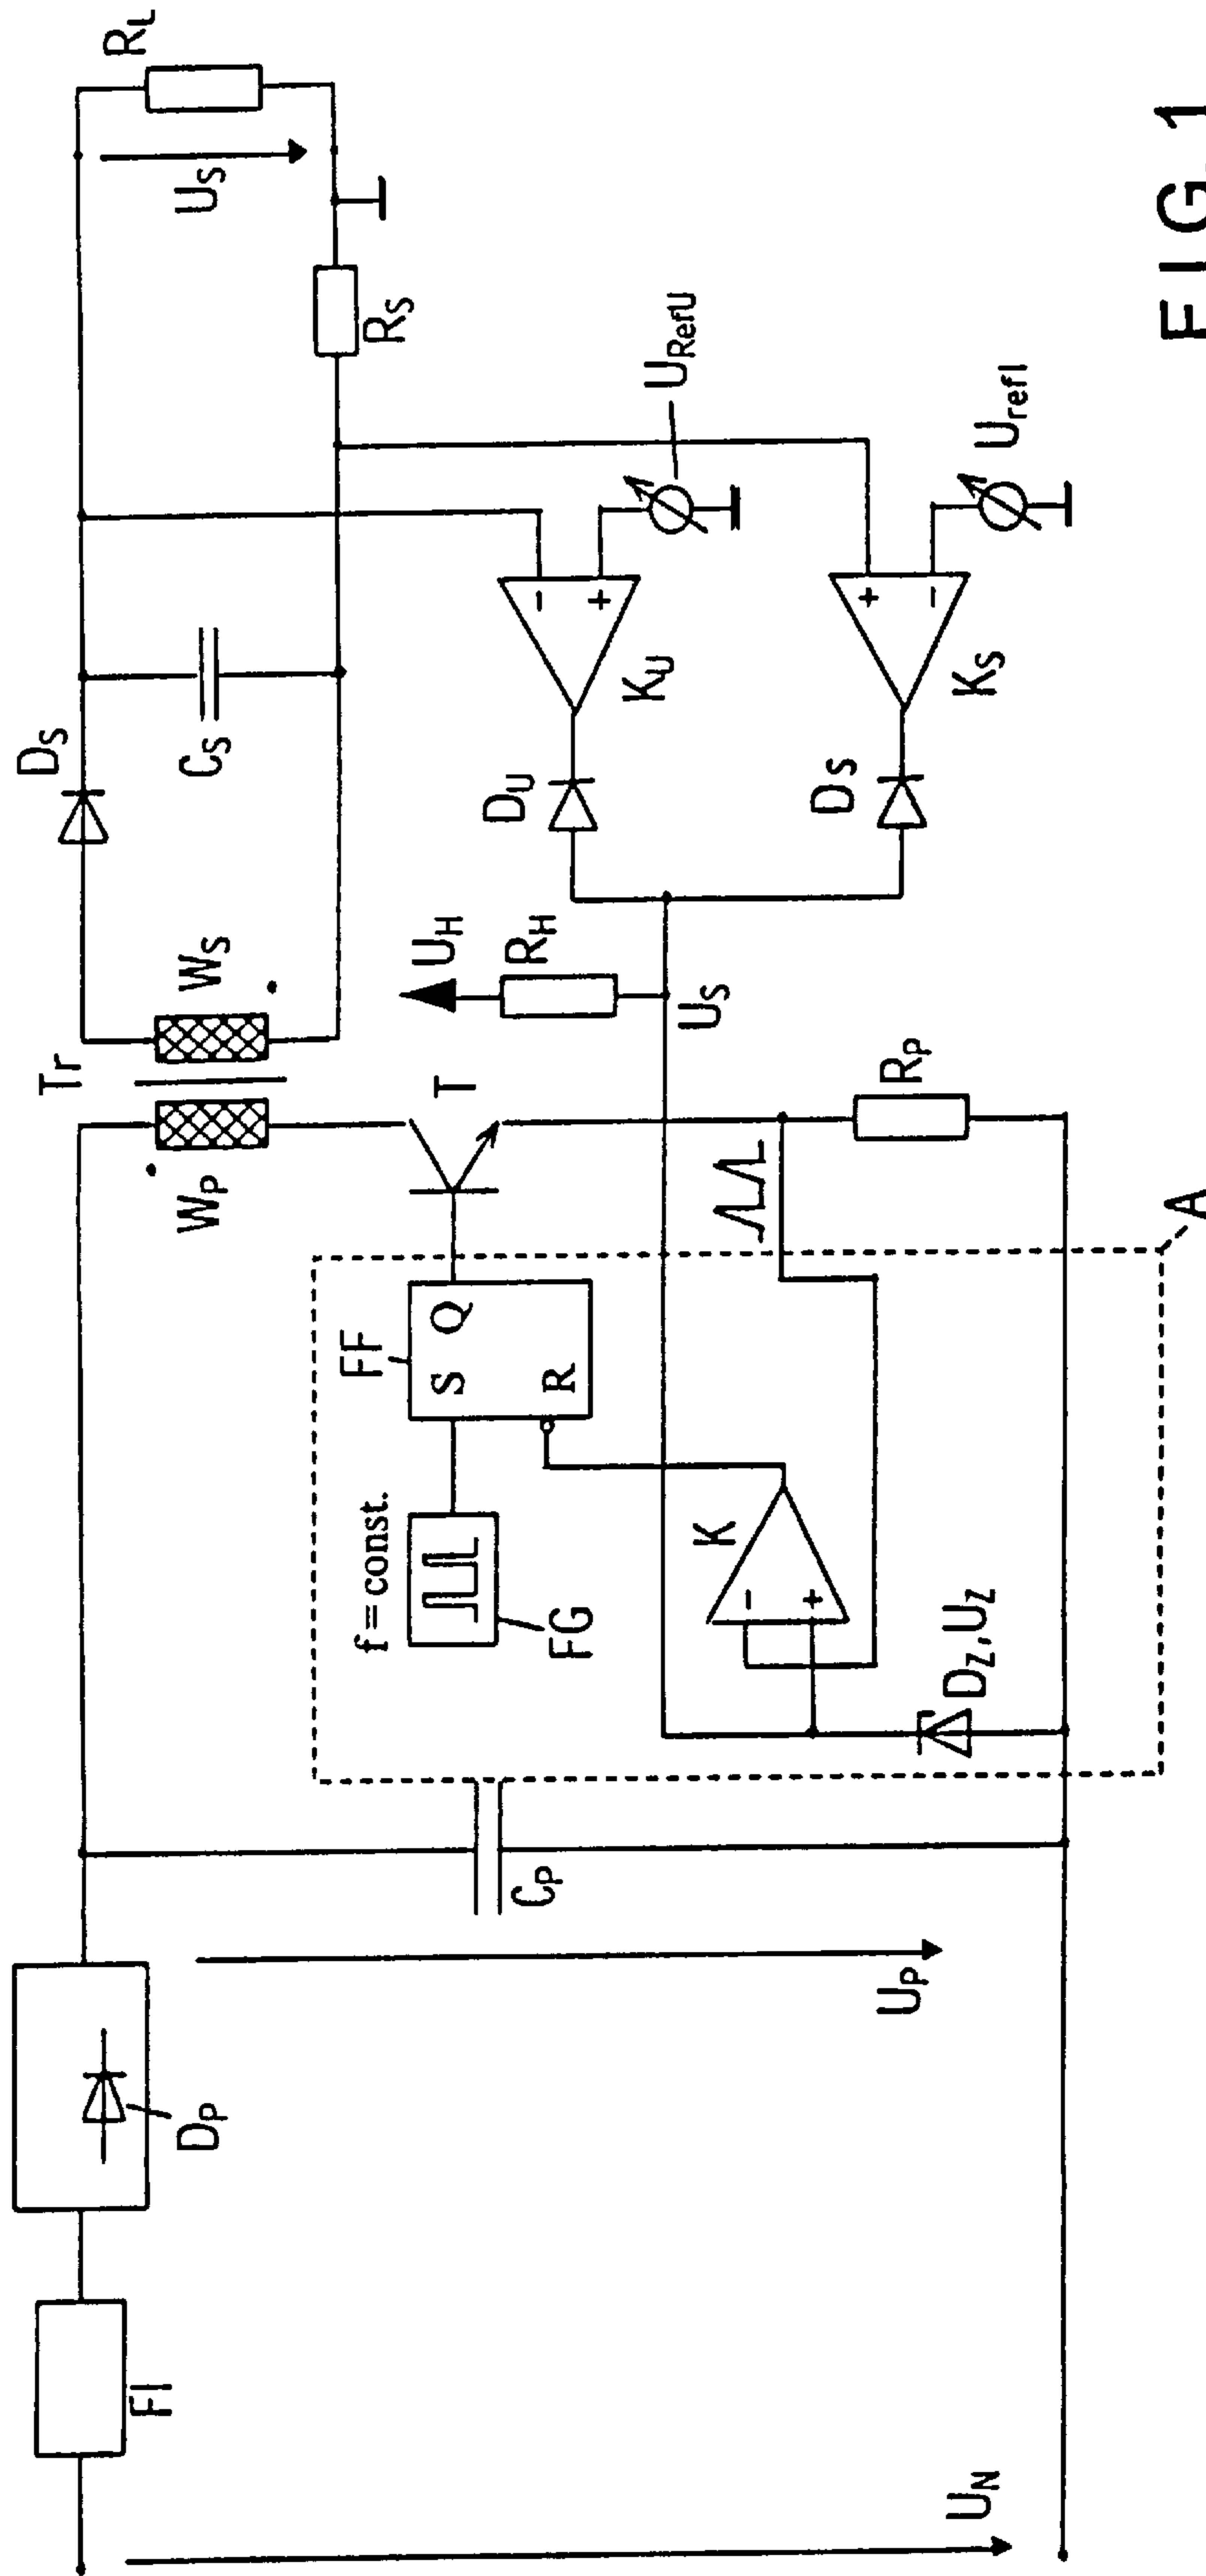 FI
D_P
U_N
U_P
C_P
f = const.
FG
FF
S Q
R
K
-
+
D_Z, U_Z
A
Tr
W_P
W_S
T
R_P
U_H
R_H
U_S
D_S
C_S
D_U
D_S
K_U
-
+
K_S
+
-
U_RefU
U_refI
R_S
U_S
R_L
FIG. 1